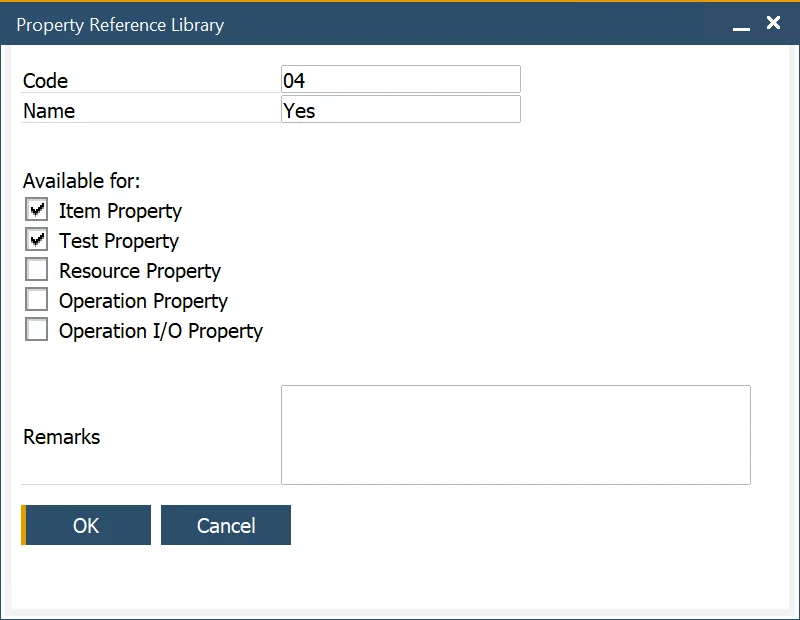 Property Reference Library
Code 04
Name Yes
Available for:
Item Property
Test Property
Resource Property
Operation Property
Operation I/O Property
Remarks
OK Cancel